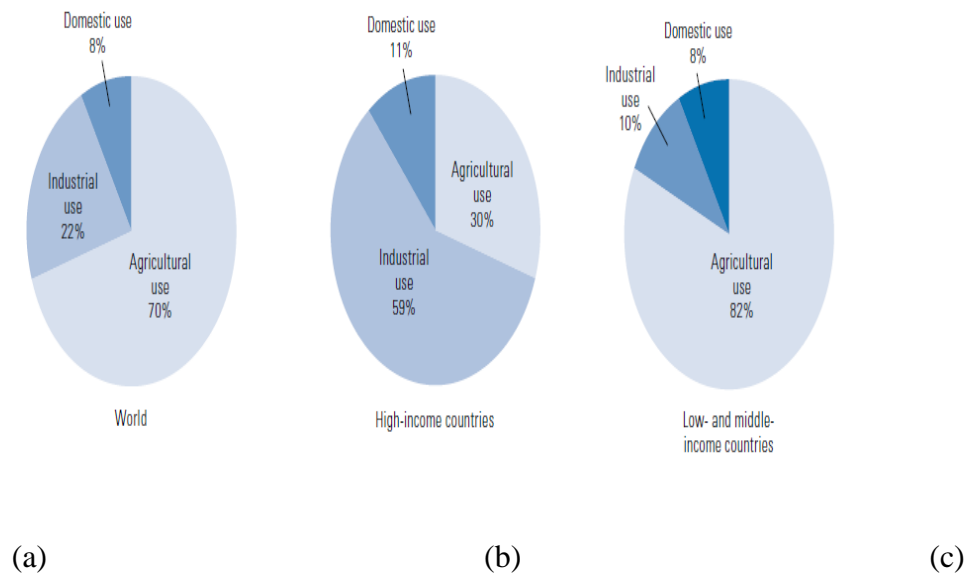 Domestic use
8%
Industrial
use
22%
Agricultural
use
70%
World
Domestic use
11%
Agricultural
use
30%
Industrial
use
59%
High-income countries
Domestic use
8%
Industrial
use
10%
Agricultural
use
82%
Low- and middle-
income countries
(a) (b) (c)